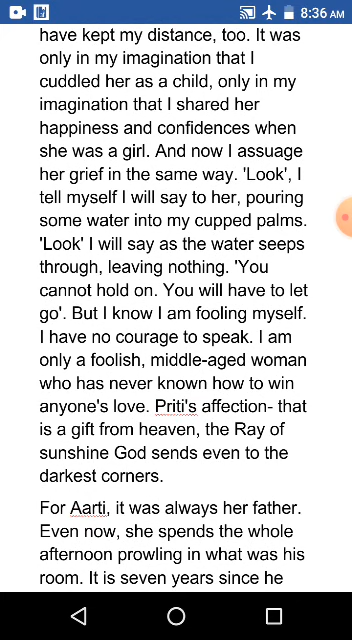 8:36 AM
have kept my distance, too. It was
only in my imagination that I
cuddled her as a child, only in my
imagination that I shared her
happiness and confidences when
she was a girl. And now I assuage
her grief in the same way. 'Look', I
tell myself I will say to her, pouring
some water into my cupped palms.
'Look' I will say as the water seeps
through, leaving nothing. 'You
cannot hold on. You will have to let
go'. But I know I am fooling myself.
I have no courage to speak. I am
only a foolish, middle-aged woman
who has never known how to win
anyone's love. Priti's affection- that
is a gift from heaven, the Ray of
sunshine God sends even to the
darkest corners.
For Aarti, it was always her father.
Even now, she spends the whole
afternoon prowling in what was his
room. It is seven years since he